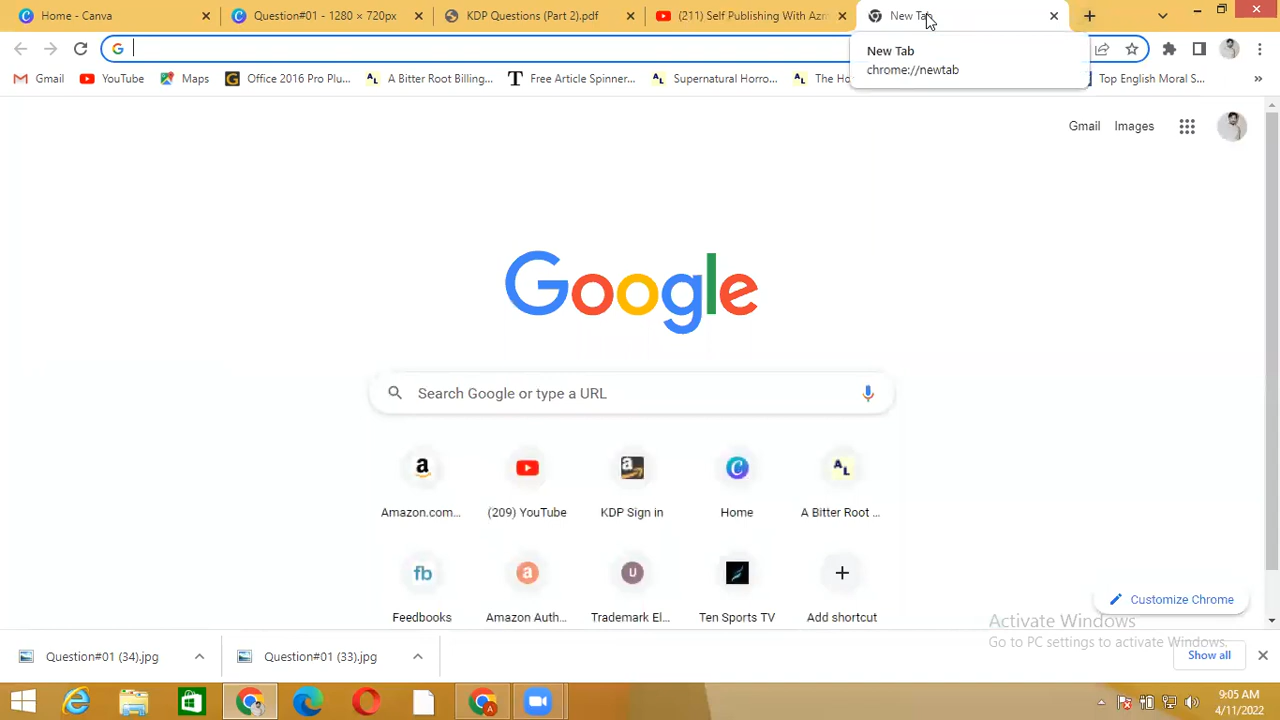 Home - Canva
Question#01 - 1280 × 720px
KDP Questions (Part 2).pdf
(211) Self Publishing With Azm
New Tab
New Tab
chrome://newtab
Gmail
YouTube
Maps
Office 2016 Pro Plu...
A Bitter Root Billing...
Free Article Spinner...
Supernatural Horro...
The Ho
Top English Moral S...
»
Gmail
Images
Google
Search Google or type a URL
Amazon.com...
(209) YouTube
KDP Sign in
Home
A Bitter Root ...
Feedbooks
Amazon Auth...
Trademark El...
Ten Sports TV
Add shortcut
Customize Chrome
Activate Windows
Go to PC settings to activate Windows.
Question#01 (34).jpg
Question#01 (33).jpg
Show all
9:05 AM
4/11/2022